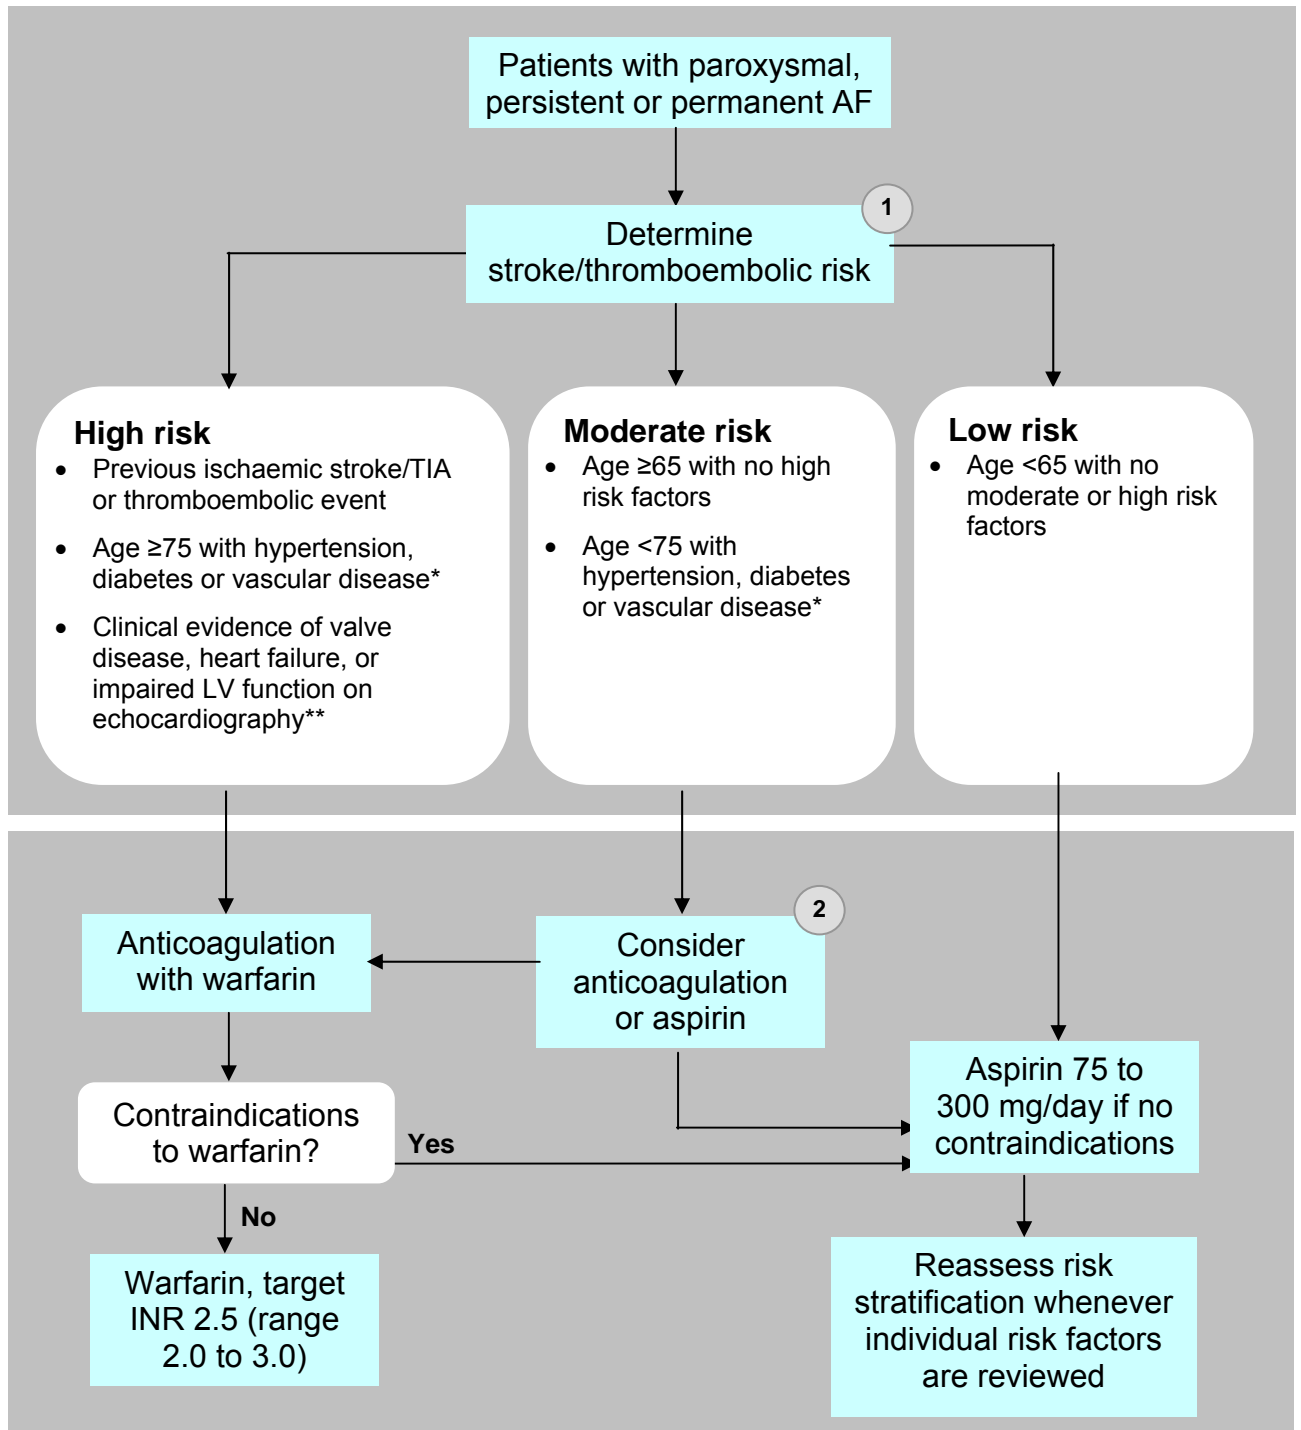 Patients with paroxysmal,
persistent or permanent AF
1
Determine
stroke/thromboembolic risk
High risk
• Previous ischaemic stroke/TIA
or thromboembolic event
• Age ≥75 with hypertension,
diabetes or vascular disease*
• Clinical evidence of valve
disease, heart failure, or
impaired LV function on
echocardiography**
Moderate risk
• Age ≥65 with no high
risk factors
• Age <75 with
hypertension, diabetes
or vascular disease*
Low risk
• Age <65 with no
moderate or high risk
factors
Anticoagulation
with warfarin
2
Consider
anticoagulation
or aspirin
Aspirin 75 to
300 mg/day if no
contraindications
Contraindications
to warfarin?
Yes
No
Warfarin, target
INR 2.5 (range
2.0 to 3.0)
Reassess risk
stratification whenever
individual risk factors
are reviewed